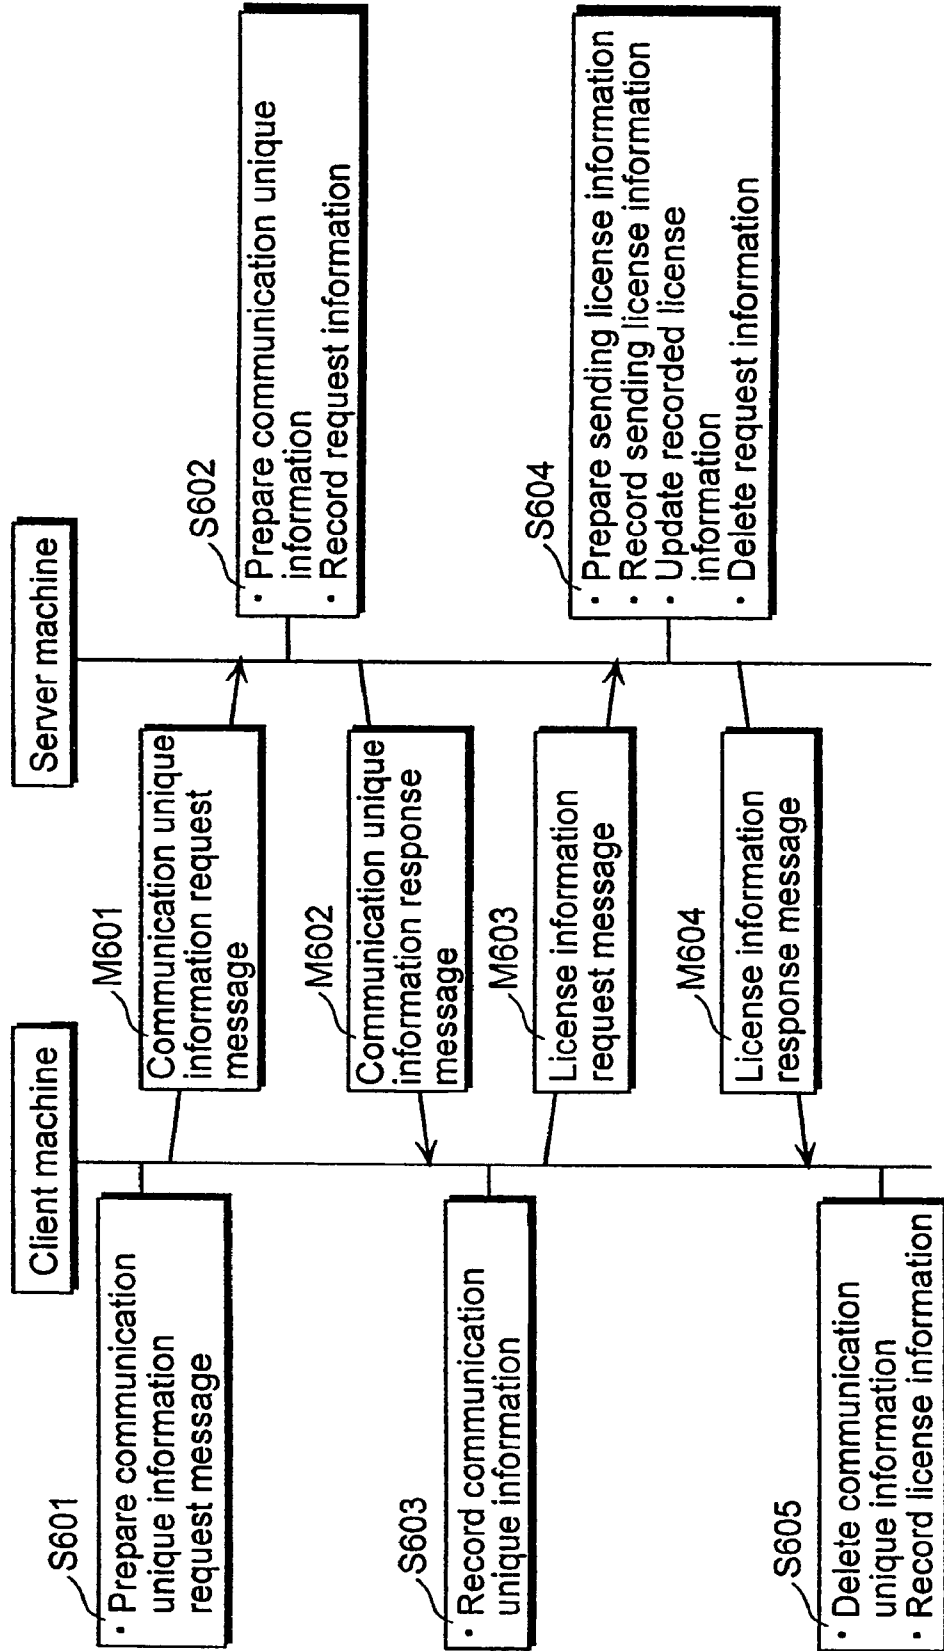 Client machine
Server machine
S601
· Prepare communication
unique information
request message
M601
Communication unique
information request
message
S602
· Prepare communication unique
information
· Record request information
M602
Communication unique
information response
message
S603
· Record communication
unique information
M603
License information
request message
S604
· Prepare sending license information
· Record sending license information
· Update recorded license
information
· Delete request information
M604
License information
response message
S605
· Delete communication
unique information
· Record license information